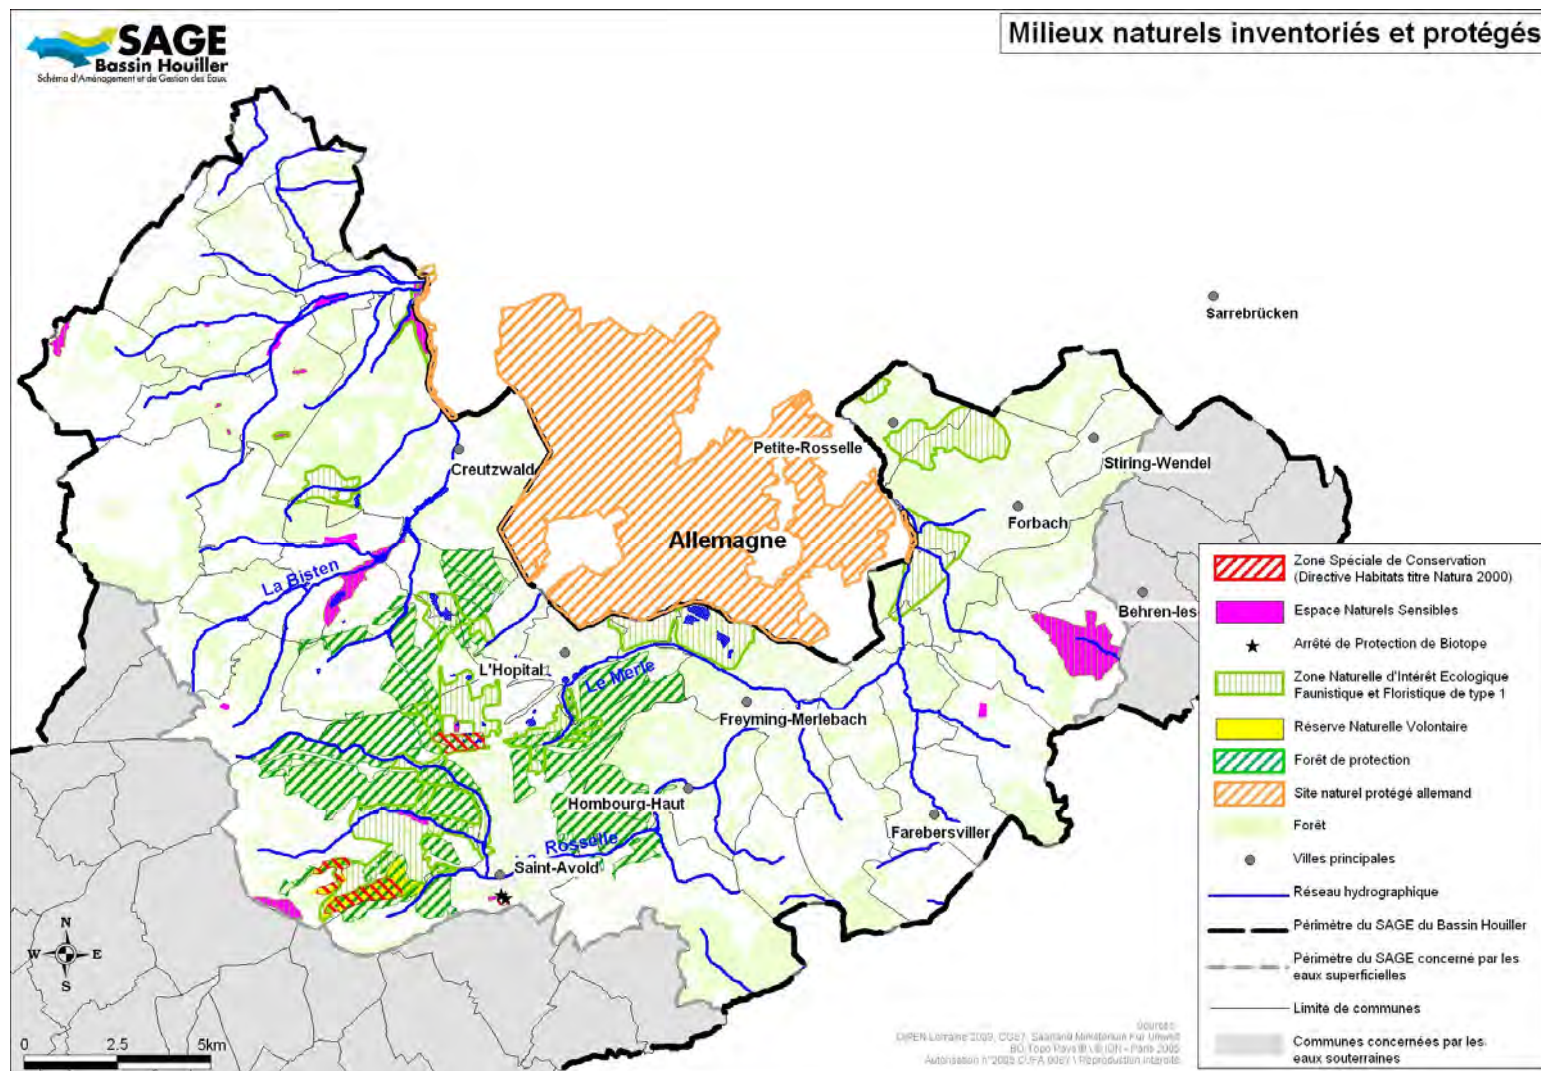 SAGE
Bassin Houiller
Schéma d'Aménagement et de Gestion des Eaux
Milieux naturels inventoriés et protégés
Sarrebrücken
Petite-Rosselle
Stiring-Wendel
Creutzwald
Forbach
Allemagne
La Bisten
Behren-les
L'Hopital
Le Merle
Freyming-Merlebach
Hombourg-Haut
Farebersviller
Rosselle
Saint-Avold
Zone Spéciale de Conservation
(Directive Habitats titre Natura 2000)
Espace Naturels Sensibles
Arrêté de Protection de Biotope
Zone Naturelle d'Intérêt Ecologique
Faunistique et Floristique de type 1
Réserve Naturelle Volontaire
Forêt de protection
Site naturel protégé allemand
Forêt
Villes principales
Réseau hydrographique
Périmètre du SAGE du Bassin Houiller
Périmètre du SAGE concerné par les
eaux superficielles
Limite de communes
Communes concernées par les
eaux souterraines
N
W E
S
0 2.5 5km
Sources: